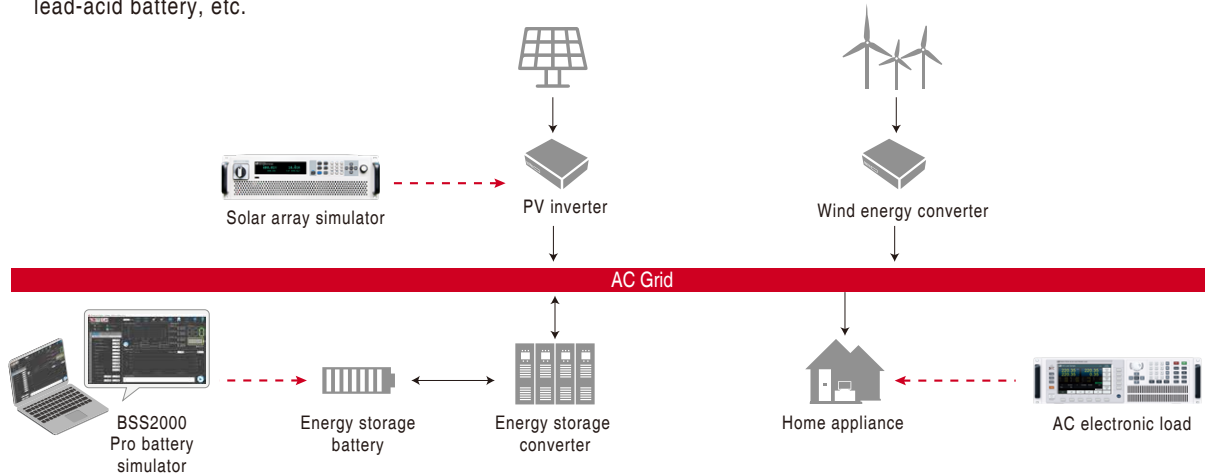 lead-acid battery, etc.
Solar array simulator
PV inverter
Wind energy converter
AC Grid
BSS2000
Pro battery
simulator
Energy storage
battery
Energy storage
converter
Home appliance
AC electronic load